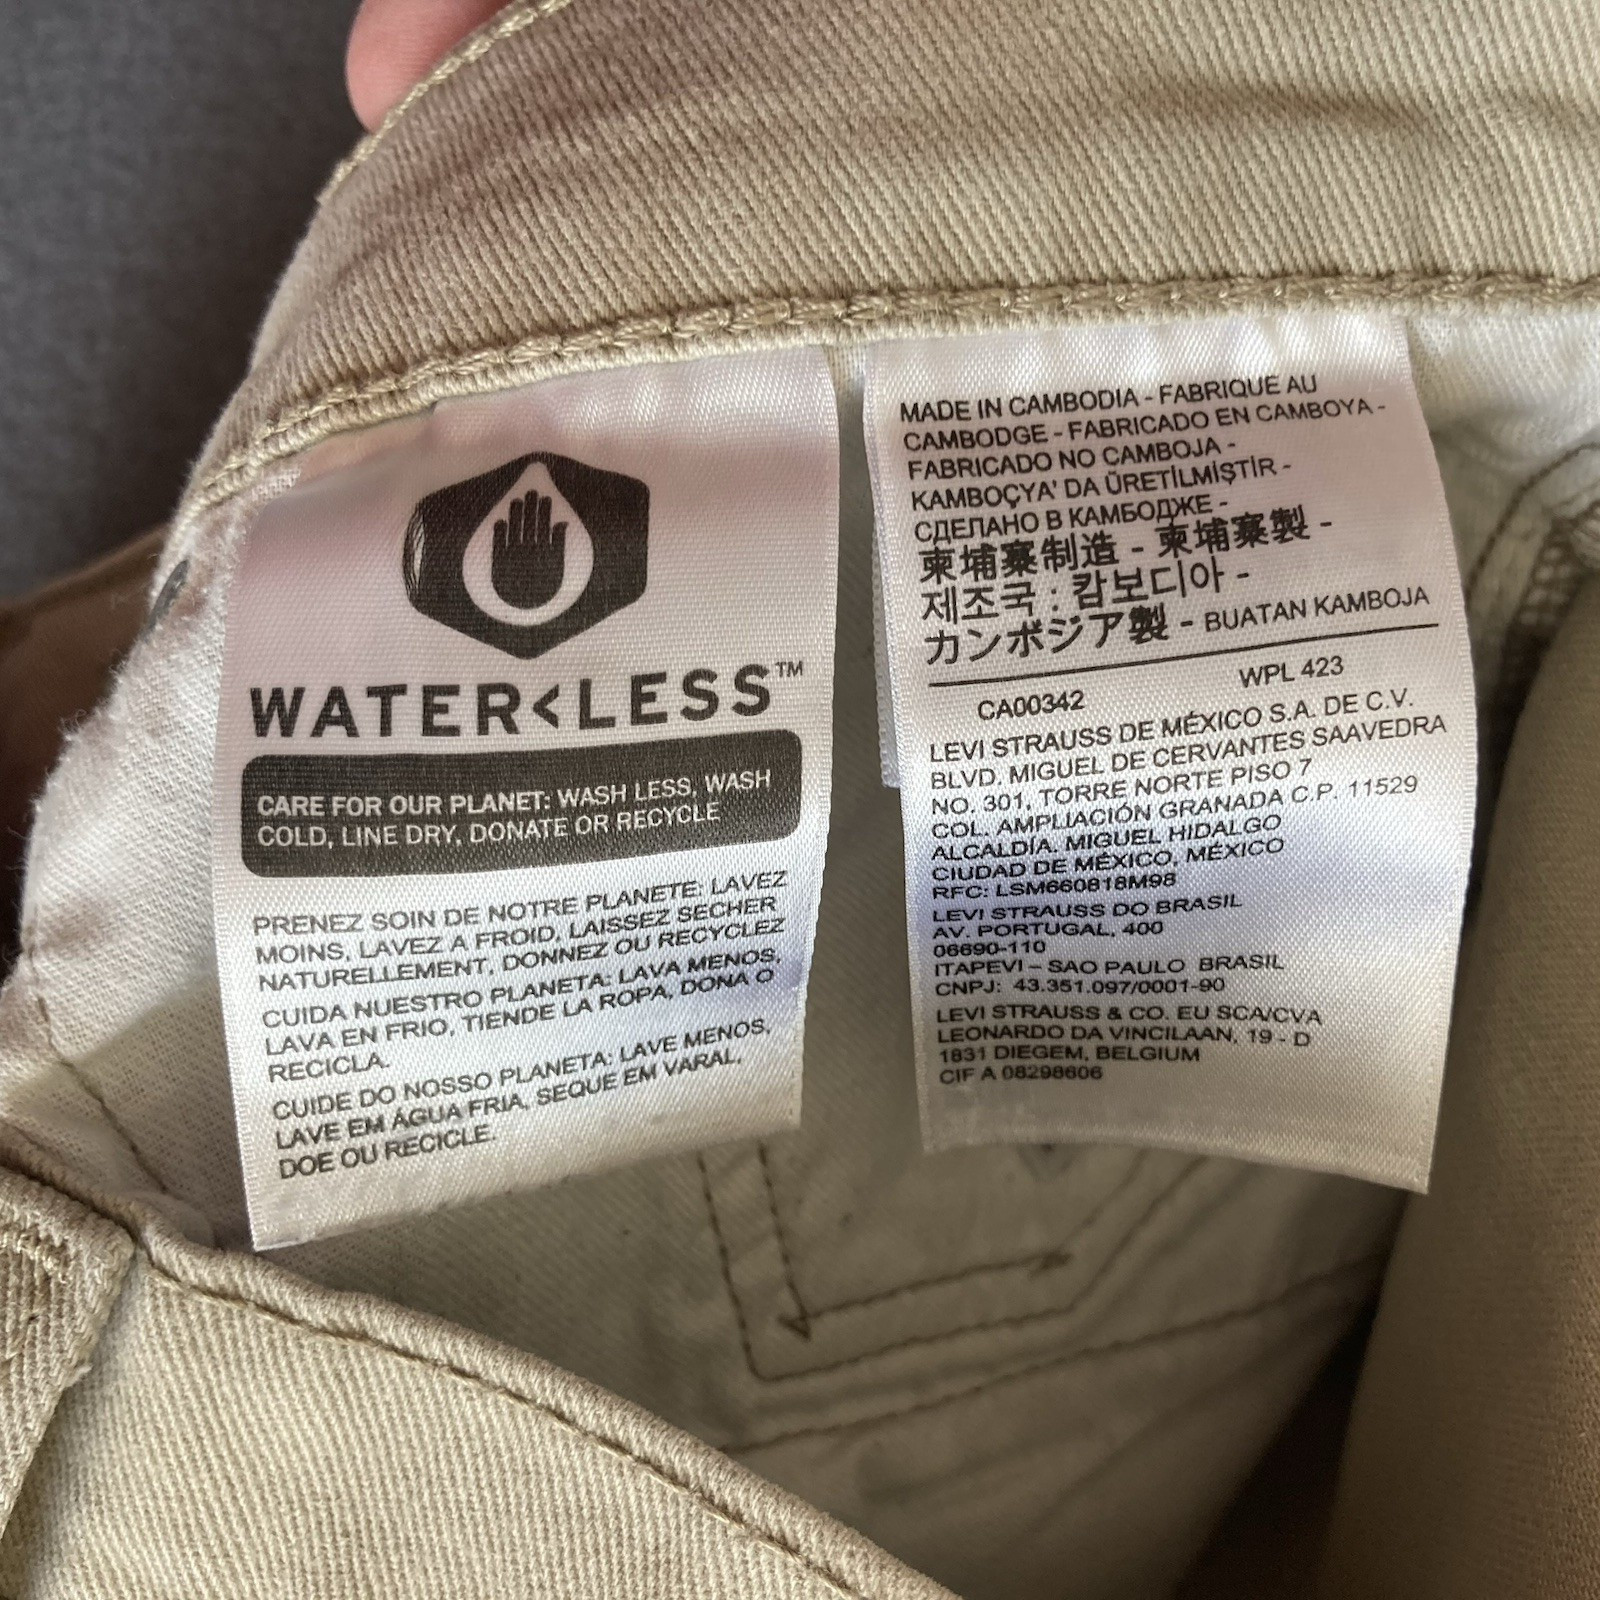 WATER<LESS™
CARE FOR OUR PLANET: WASH LESS, WASH
COLD, LINE DRY, DONATE OR RECYCLE
PRENEZ SOIN DE NOTRE PLANETE: LAVEZ
MOINS, LAVEZ A FROID, LAISSEZ SECHER
NATURELLEMENT, DONNEZ OU RECYCLEZ
CUIDA NUESTRO PLANETA: LAVA MENOS,
LAVA EN FRIO, TIENDE LA ROPA, DONA O
RECICLA.
CUIDE DO NOSSO PLANETA: LAVE MENOS,
LAVE EM ÁGUA FRIA, SEQUE EM VARAL,
DOE OU RECICLE.
MADE IN CAMBODIA - FABRIQUE AU
CAMBODGE - FABRICADO EN CAMBOYA -
FABRICADO NO CAMBOJA -
KAMBOÇYA' DA ÜRETİLMİŞTİR -
СДЕЛАНО В КАМБОДЖЕ -
柬埔寨制造 - 柬埔寨製 -
제조국 : 캄보디아 -
カンボジア製 - BUATAN KAMBOJA
CA00342 WPL 423
LEVI STRAUSS DE MÉXICO S.A. DE C.V.
BLVD. MIGUEL DE CERVANTES SAAVEDRA
NO. 301, TORRE NORTE PISO 7
COL. AMPLIACIÓN GRANADA C.P. 11529
ALCALDÍA. MIGUEL HIDALGO
CIUDAD DE MÉXICO, MÉXICO
RFC: LSM660818M98
LEVI STRAUSS DO BRASIL
AV. PORTUGAL, 400
06690-110
ITAPEVI – SAO PAULO BRASIL
CNPJ: 43.351.097/0001-90
LEVI STRAUSS & CO. EU SCA/CVA
LEONARDO DA VINCILAAN, 19 - D
1831 DIEGEM, BELGIUM
CIF A 08298606